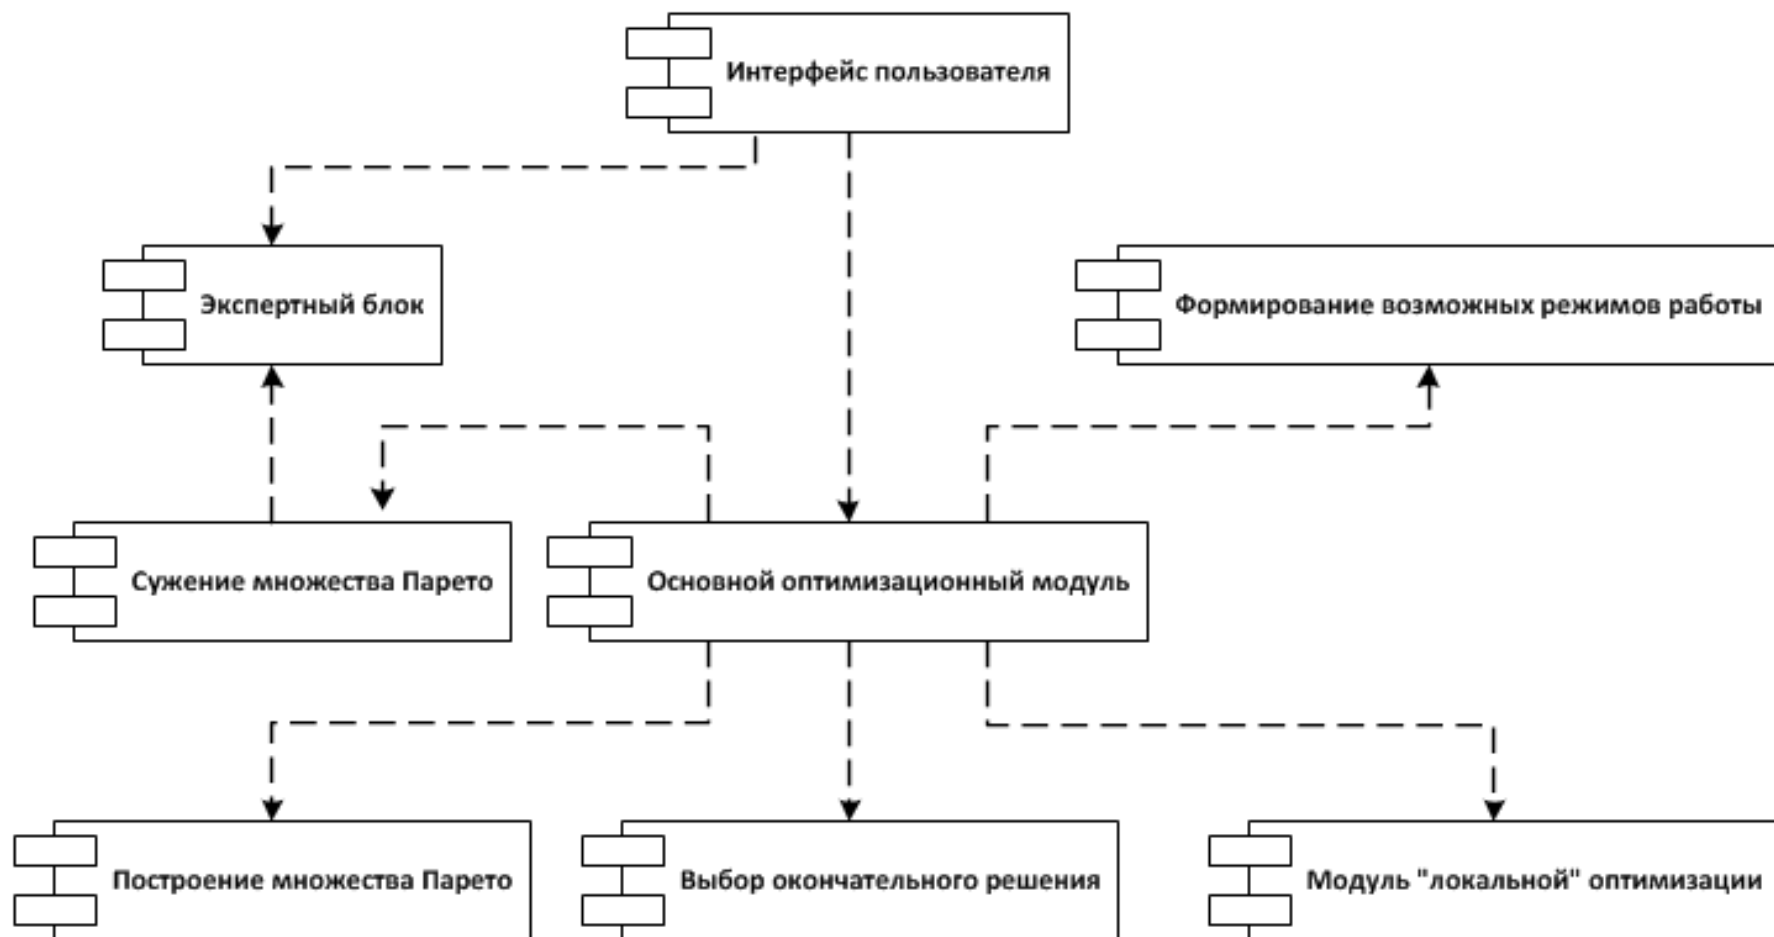 Интерфейс пользователя
Экспертный блок
Формирование возможных режимов работы
Сужение множества Парето
Основной оптимизационный модуль
Построение множества Парето
Выбор окончательного решения
Модуль "локальной" оптимизации